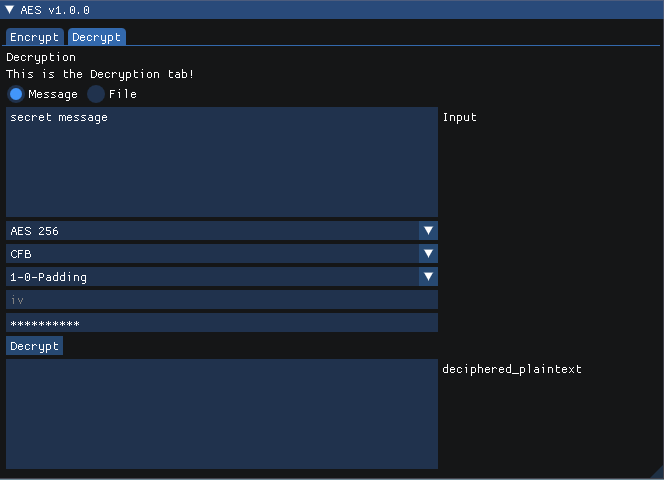 AES v1.0.0
Encrypt Decrypt
Decryption
This is the Decryption tab!
Message File
secret message Input
AES 256
CFB
1-0-Padding
iv
**********
Decrypt
deciphered_plaintext